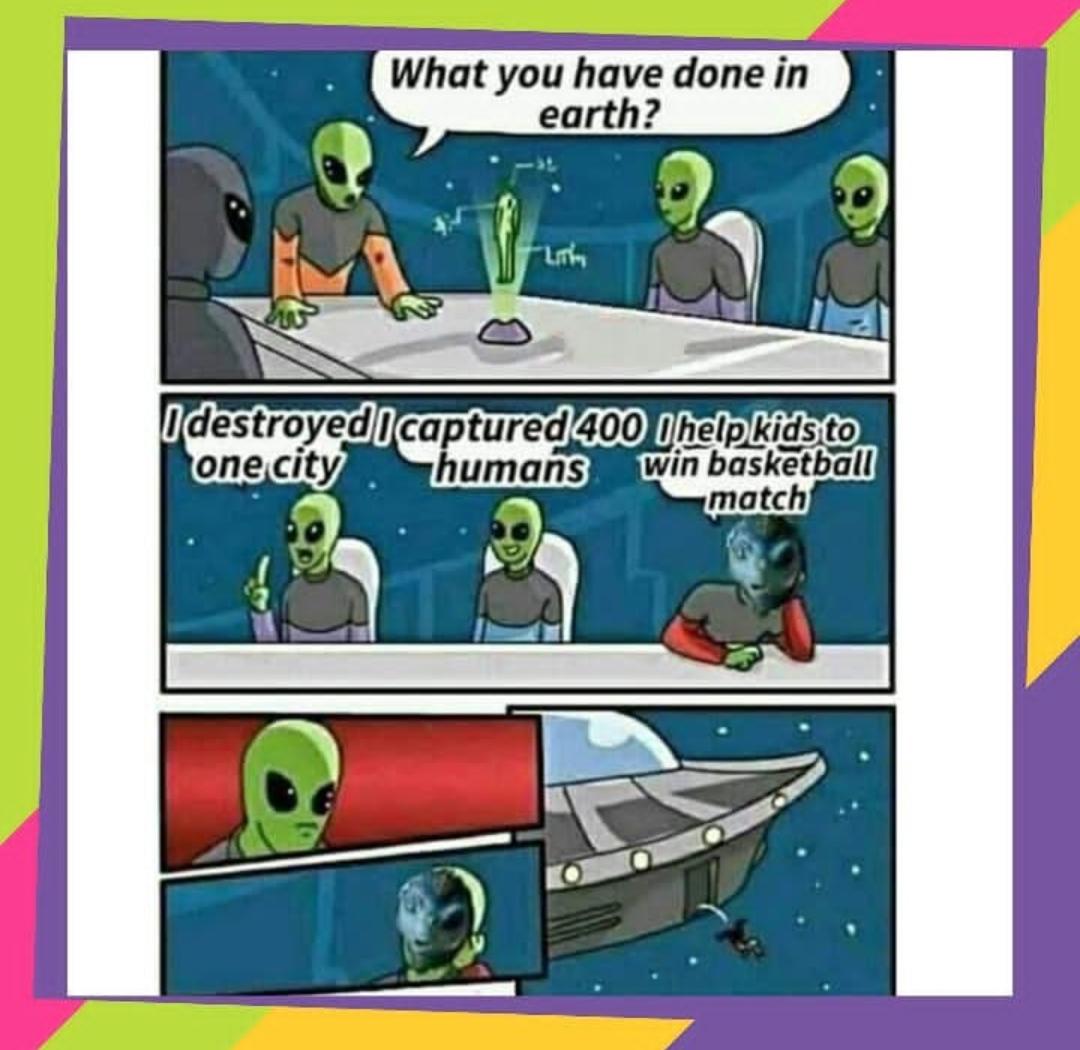 What you have done in
earth?
I destroyed
one city
I captured 400
humans
I help kids to
win basketball
match